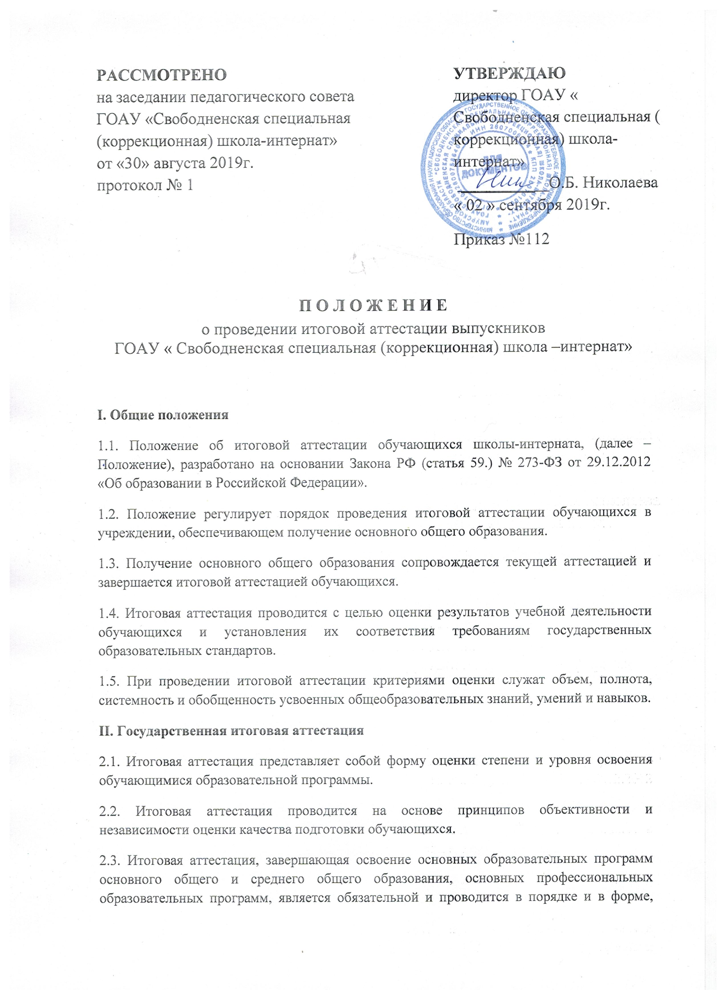 РАССМОТРЕНО
на заседании педагогического совета
ГОАУ «Свободненская специальная
(коррекционная) школа-интернат»
от «30» августа 2019г.
протокол № 1
УТВЕРЖДАЮ
директор ГОАУ «
Свободненская специальная (
коррекционная) школа-
интернат»
О.Б. Николаева
« 02 » сентября 2019г.
Приказ №112
ДЛЯ
ДОКУМЕНТОВ
П О Л О Ж Е Н И Е
о проведении итоговой аттестации выпускников
ГОАУ « Свободненская специальная (коррекционная) школа –интернат»
I. Общие положения
1.1. Положение об итоговой аттестации обучающихся школы-интерната, (далее –
Положение), разработано на основании Закона РФ (статья 59.) № 273-ФЗ от 29.12.2012
«Об образовании в Российской Федерации».
1.2. Положение регулирует порядок проведения итоговой аттестации обучающихся в
учреждении, обеспечивающем получение основного общего образования.
1.3. Получение основного общего образования сопровождается текущей аттестацией и
завершается итоговой аттестацией обучающихся.
1.4. Итоговая аттестация проводится с целью оценки результатов учебной деятельности
обучающихся и установления их соответствия требованиям государственных
образовательных стандартов.
1.5. При проведении итоговой аттестации критериями оценки служат объем, полнота,
системность и обобщенность усвоенных общеобразовательных знаний, умений и навыков.
II. Государственная итоговая аттестация
2.1. Итоговая аттестация представляет собой форму оценки степени и уровня освоения
обучающимися образовательной программы.
2.2. Итоговая аттестация проводится на основе принципов объективности и
независимости оценки качества подготовки обучающихся.
2.3. Итоговая аттестация, завершающая освоение основных образовательных программ
основного общего и среднего общего образования, основных профессиональных
образовательных программ, является обязательной и проводится в порядке и в форме,